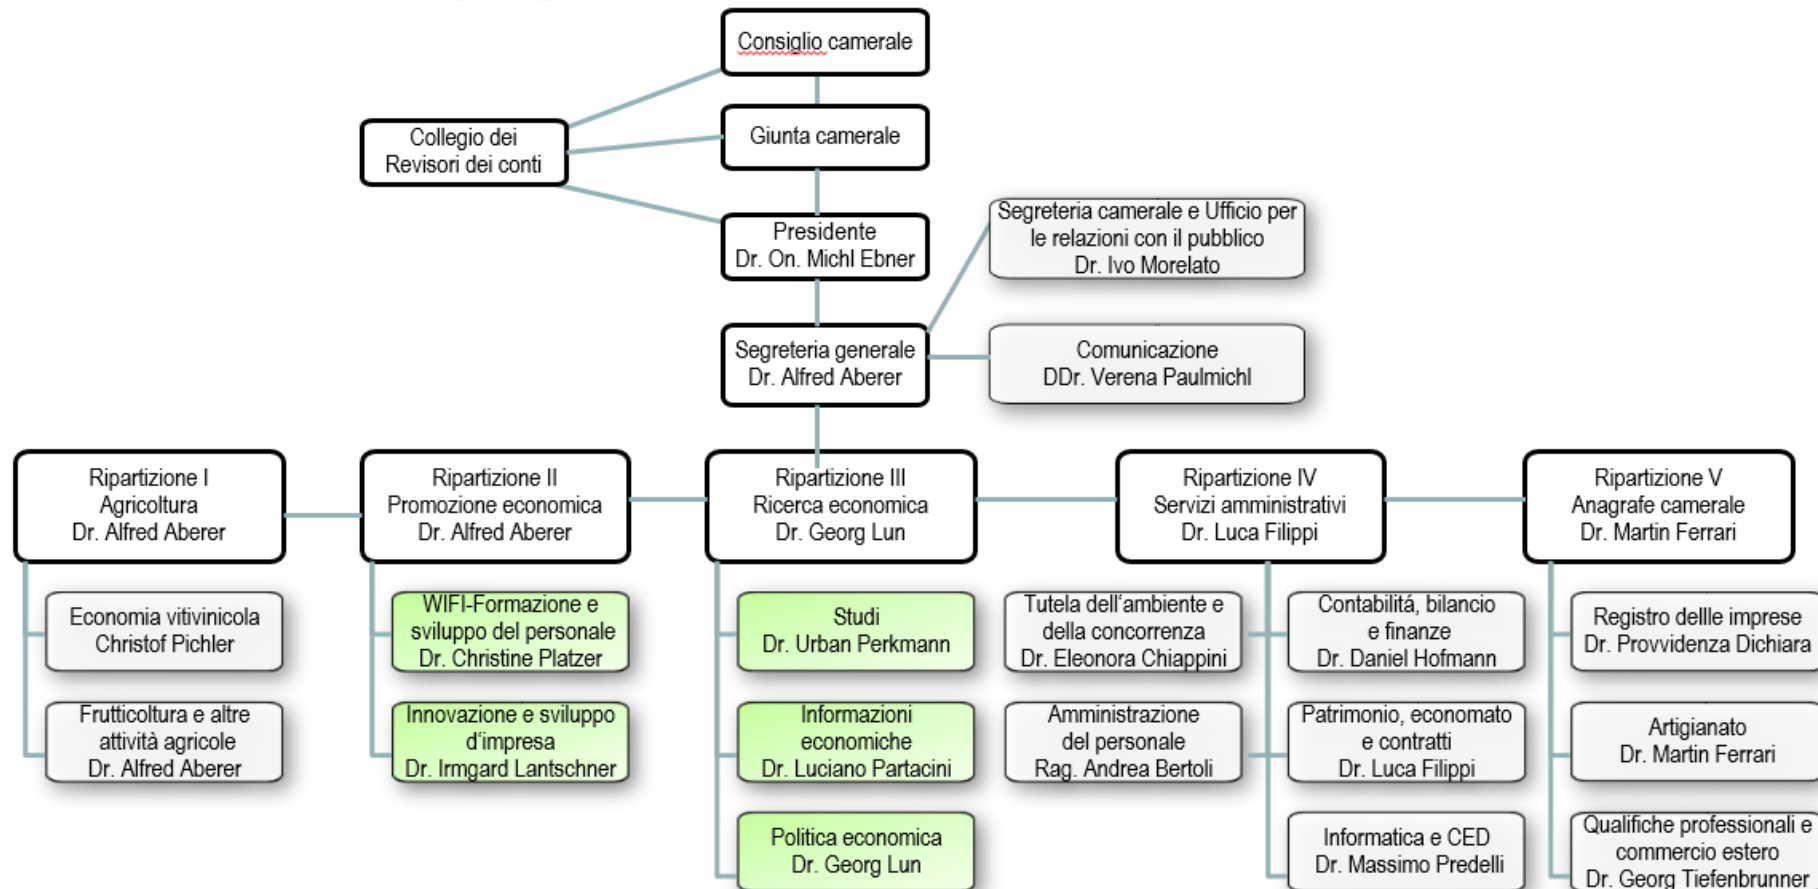 Consiglio camerale
Collegio dei
Revisori dei conti
Giunta camerale
Presidente
Dr. On. Michl Ebner
Segreteria camerale e Ufficio per
le relazioni con il pubblico
Dr. Ivo Morelato
Segreteria generale
Dr. Alfred Aberer
Comunicazione
DDr. Verena Paulmichl
Ripartizione I
Agricoltura
Dr. Alfred Aberer
Ripartizione II
Promozione economica
Dr. Alfred Aberer
Ripartizione III
Ricerca economica
Dr. Georg Lun
Ripartizione IV
Servizi amministrativi
Dr. Luca Filippi
Ripartizione V
Anagrafe camerale
Dr. Martin Ferrari
Economia vitivinicola
Christof Pichler
WIFI-Formazione e
sviluppo del personale
Dr. Christine Platzer
Studi
Dr. Urban Perkmann
Tutela dell‘ambiente e
della concorrenza
Dr. Eleonora Chiappini
Contabilitá, bilancio
e finanze
Dr. Daniel Hofmann
Registro dellle imprese
Dr. Provvidenza Dichiara
Frutticoltura e altre
attività agricole
Dr. Alfred Aberer
Innovazione e sviluppo
d‘impresa
Dr. Irmgard Lantschner
Informazioni
economiche
Dr. Luciano Partacini
Amministrazione
del personale
Rag. Andrea Bertoli
Patrimonio, economato
e contratti
Dr. Luca Filippi
Artigianato
Dr. Martin Ferrari
Politica economica
Dr. Georg Lun
Informatica e CED
Dr. Massimo Predelli
Qualifiche professionali e
commercio estero
Dr. Georg Tiefenbrunner